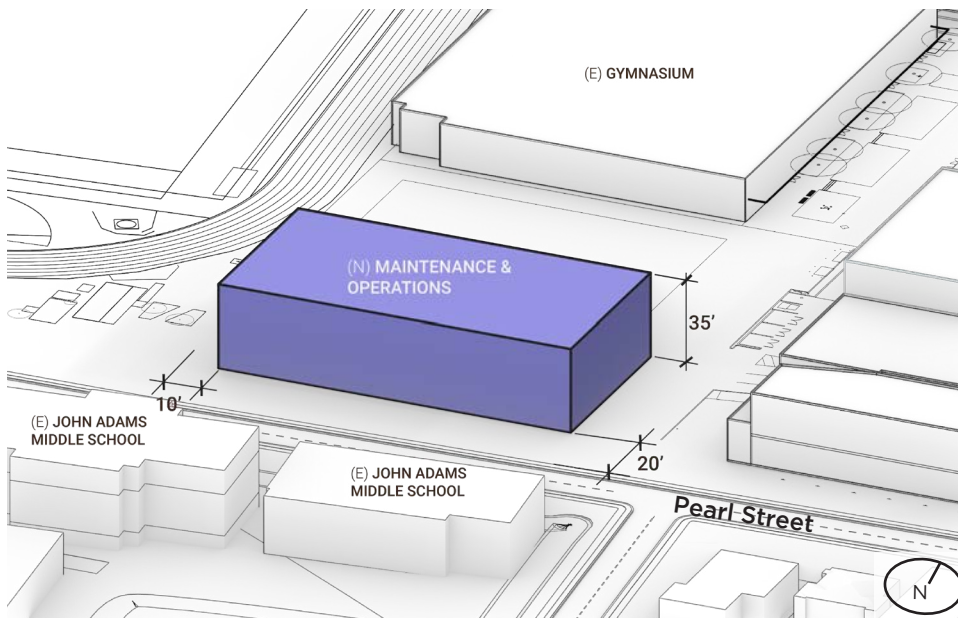 (E) GYMNASIUM
(N) MAINTENANCE &
OPERATIONS
35’
10’
(E) JOHN ADAMS
MIDDLE SCHOOL
(E) JOHN ADAMS
MIDDLE SCHOOL
20’
Pearl Street
N